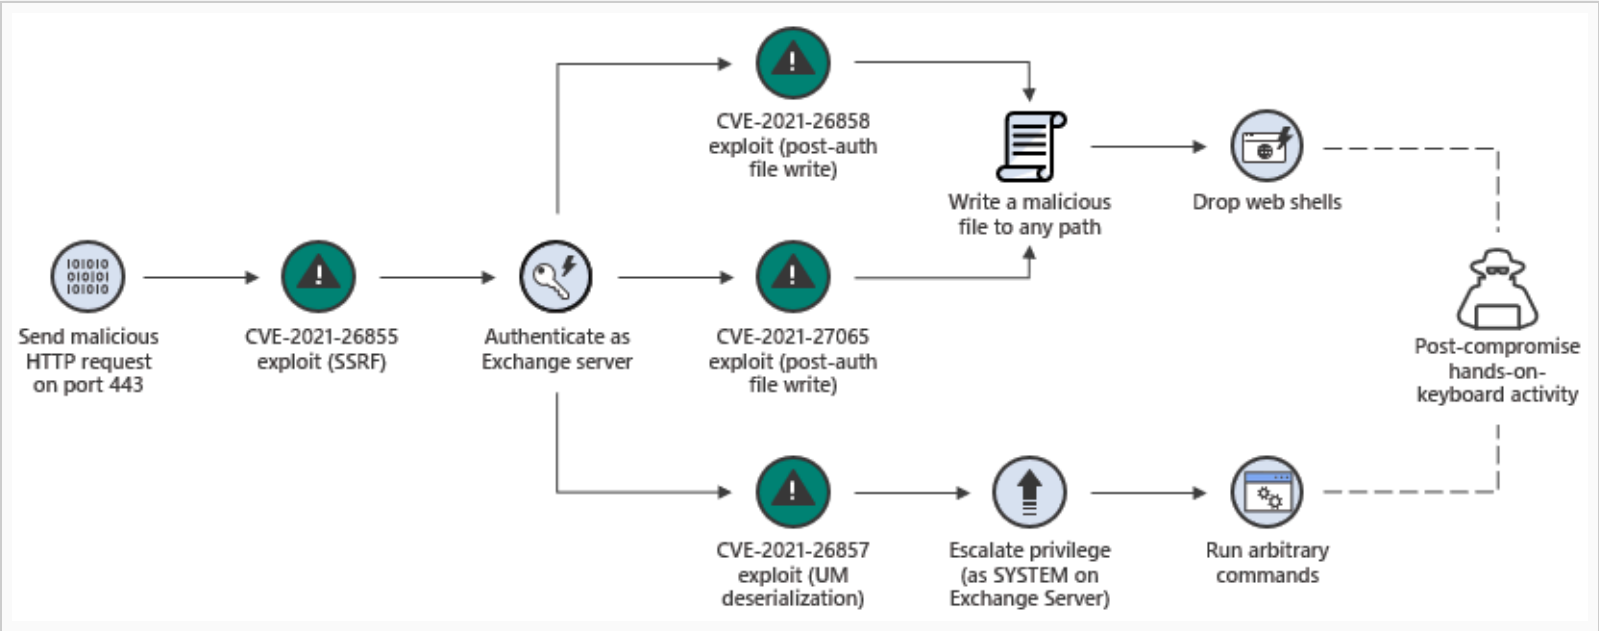 CVE-2021-26858
exploit (post-auth
file write)
Write a malicious
file to any path
Drop web shells
101010
010101
101010
Send malicious
HTTP request
on port 443
CVE-2021-26855
exploit (SSRF)
Authenticate as
Exchange server
CVE-2021-27065
exploit (post-auth
file write)
Post-compromise
hands-on-
keyboard activity
CVE-2021-26857
exploit (UM
deserialization)
Escalate privilege
(as SYSTEM on
Exchange Server)
Run arbitrary
commands